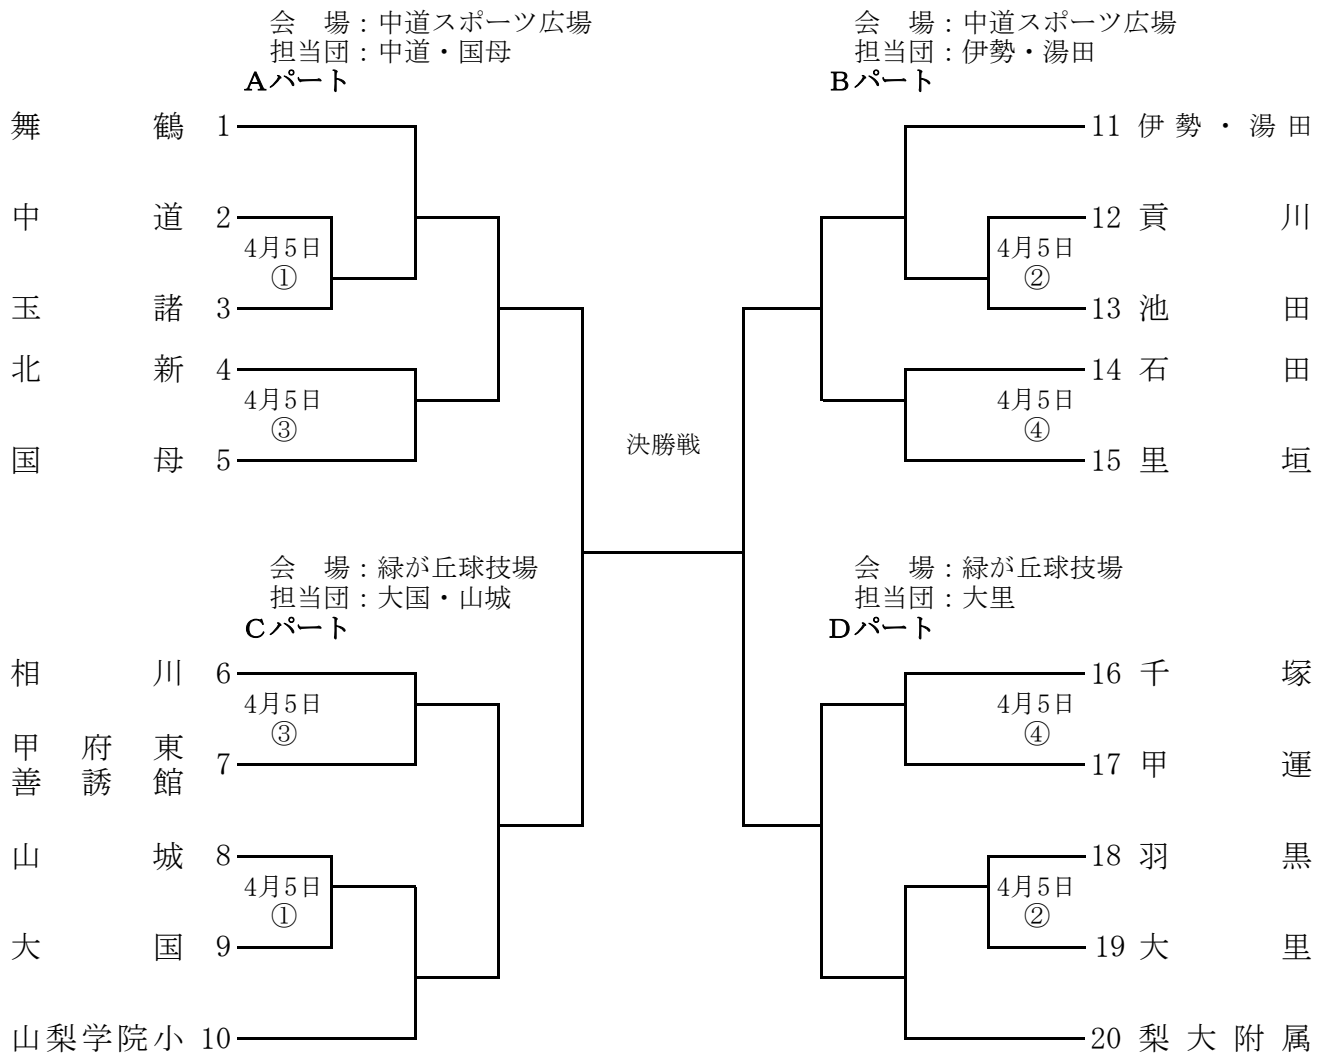 会　場：中道スポーツ広場
担当団：中道・国母
Aパート
舞鶴 1
中道 2
4月5日
①
玉諸 3
北新 4
4月5日
③
国母 5
会　場：中道スポーツ広場
担当団：伊勢・湯田
Bパート
11 伊勢・湯田
12 貢川
4月5日
②
13 池田
14 石田
4月5日
④
15 里垣
決勝戦
会　場：緑が丘球技場
担当団：大国・山城
Cパート
相川 6
4月5日
③
甲府東
善誘館 7
山城 8
4月5日
①
大国 9
山梨学院小 10
会　場：緑が丘球技場
担当団：大里
Dパート
16 千塚
4月5日
④
17 甲運
18 羽黒
4月5日
②
19 大里
20 梨大附属